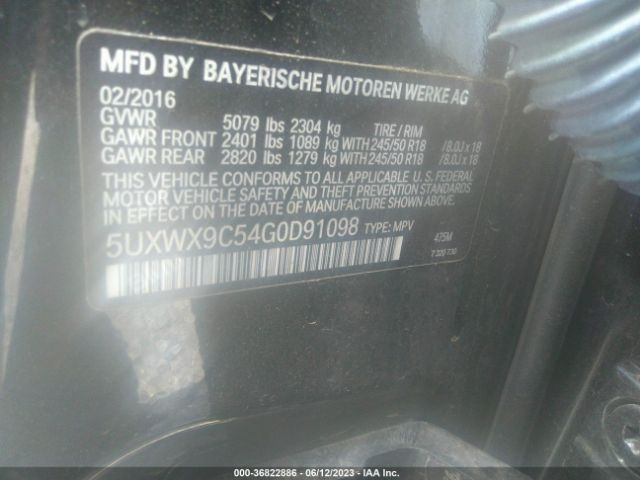 MFD BY BAYERISCHE MOTOREN WERKE AG
02/2016
GVWR 5079 lbs 2304 kg TIRE / RIM
GAWR FRONT 2401 lbs 1089 kg WITH 245/50 R18 /8.0J x 18
GAWR REAR 2820 lbs 1279 kg WITH 245/50 R18 /8.0J x 18
THIS VEHICLE CONFORMS TO ALL APPLICABLE U. S. FEDERAL
MOTOR VEHICLE SAFETY AND THEFT PREVENTION STANDARDS
IN EFFECT ON THE DATE OF MANUFACTURE SHOWN ABOVE.
5UXWX9C54G0D91098 TYPE: MPV 475M
7 320 730
000-36822886 - 06/12/2023 - IAA Inc.